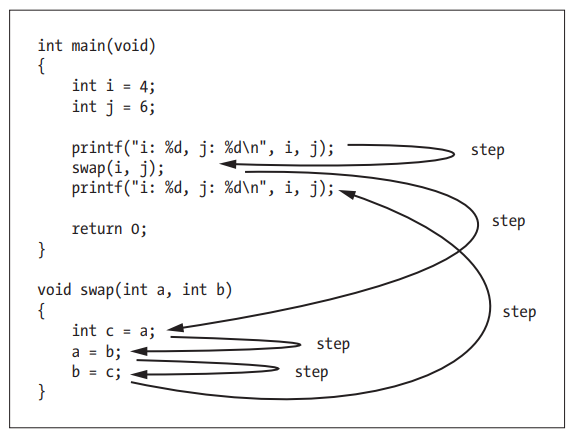 int main(void)
{
int i = 4;
int j = 6;
printf("i: %d, j: %d\n", i, j);
step
swap(i, j);
printf("i: %d, j: %d\n", i, j);
step
return 0;
}
void swap(int a, int b)
{
step
int c = a;
step
a = b;
b = c;
step
}